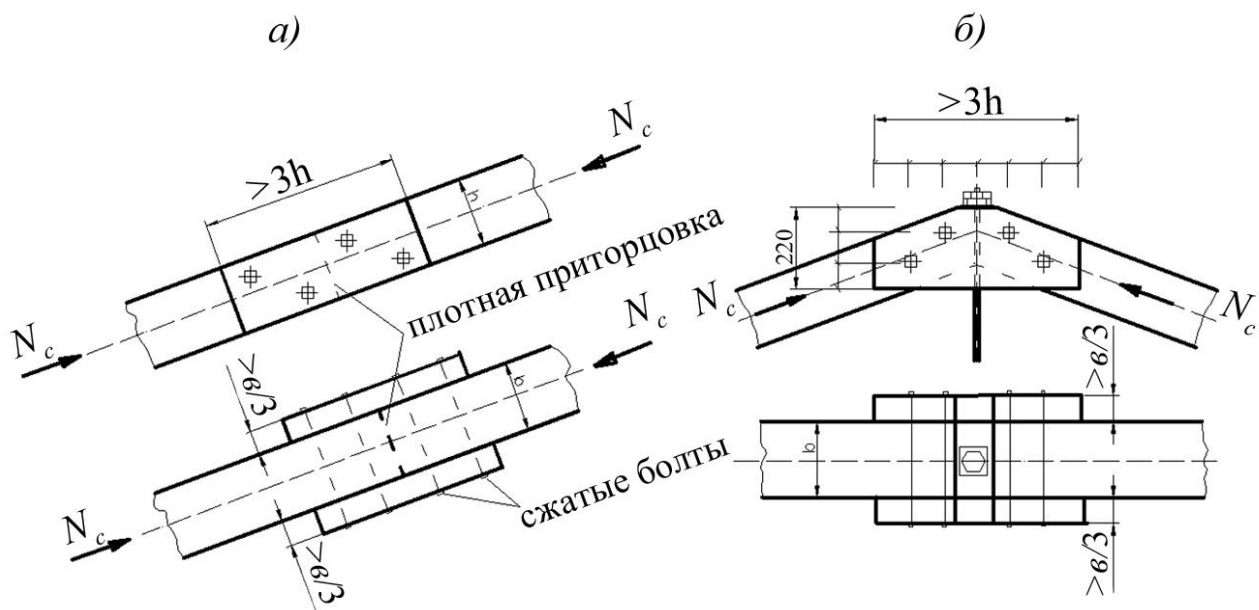 а)
б)
>3h
N c
h
N c
плотная приторцовка
N c
>в/3
b
N c
сжатые болты
>в/3
>3h
220
N c
N c
>в/3
b
>в/3